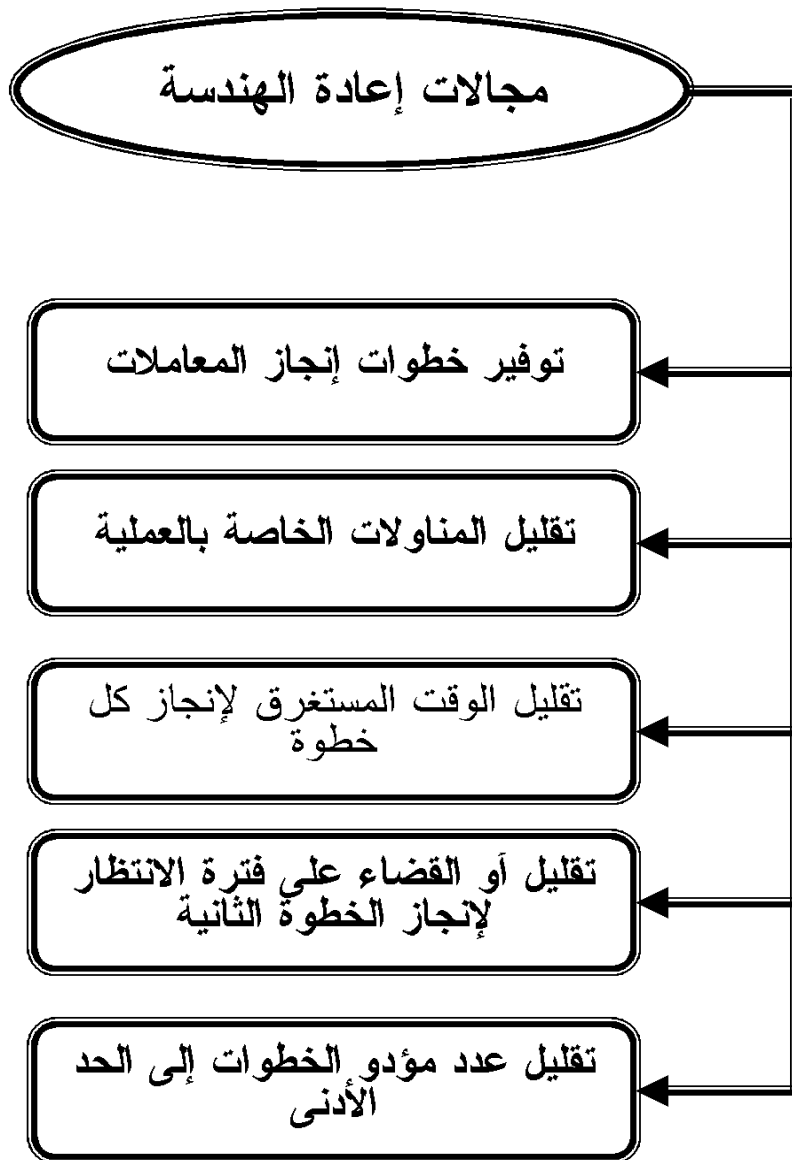 مجالات إعادة الهندسة
توفير خطوات إنجاز المعاملات
تقليل المناولات الخاصة بالعملية
تقليل الوقت المستغرق لإنجاز كل
خطوة
تقليل أو القضاء على فترة الانتظار
لإنجاز الخطوة الثانية
تقليل عدد مؤدو الخطوات إلى الحد
الأدنى